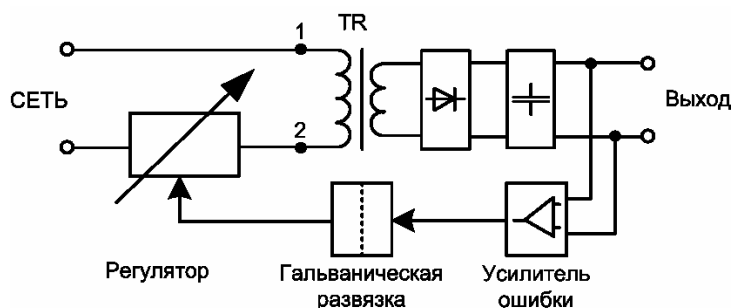 TR
1
СЕТЬ
2
Выход
Регулятор
Гальваническая
развязка
Усилитель
ошибки